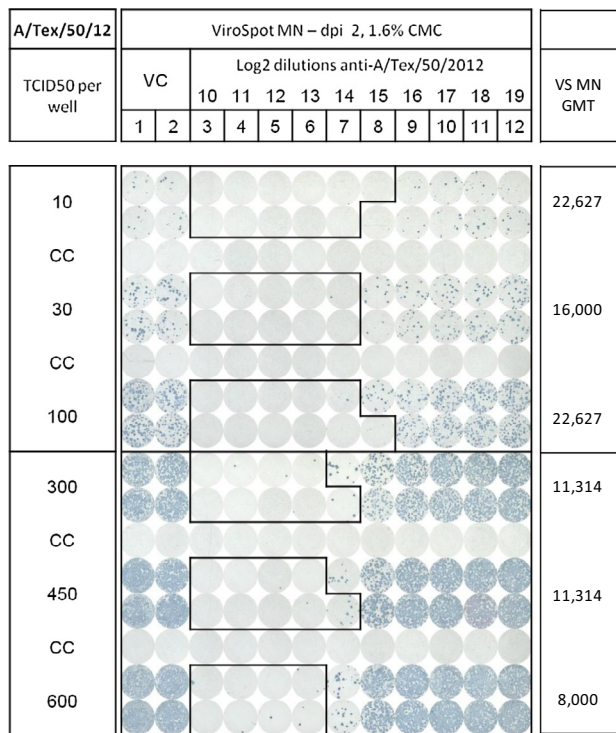 A/Tex/50/12
ViroSpot MN – dpi 2, 1.6% CMC
TCID50 per
well
VC
Log2 dilutions anti-A/Tex/50/2012
VS MN
GMT
10 11 12 13 14 15 16 17 18 19
1 2 3 4 5 6 7 8 9 10 11 12
10 22,627
CC
30 16,000
CC
100 22,627
300 11,314
CC
450 11,314
CC
600 8,000